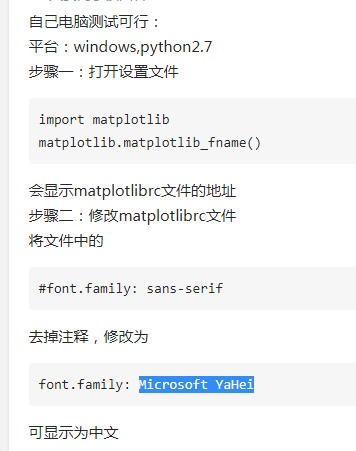 自己电脑测试可行：
平台：windows,python2.7
步骤一：打开设置文件
import matplotlib
matplotlib.matplotlib_fname()
会显示matplotlibrc文件的地址
步骤二：修改matplotlibrc文件
将文件中的
#font.family: sans-serif
去掉注释，修改为
font.family: Microsoft YaHei
可显示为中文